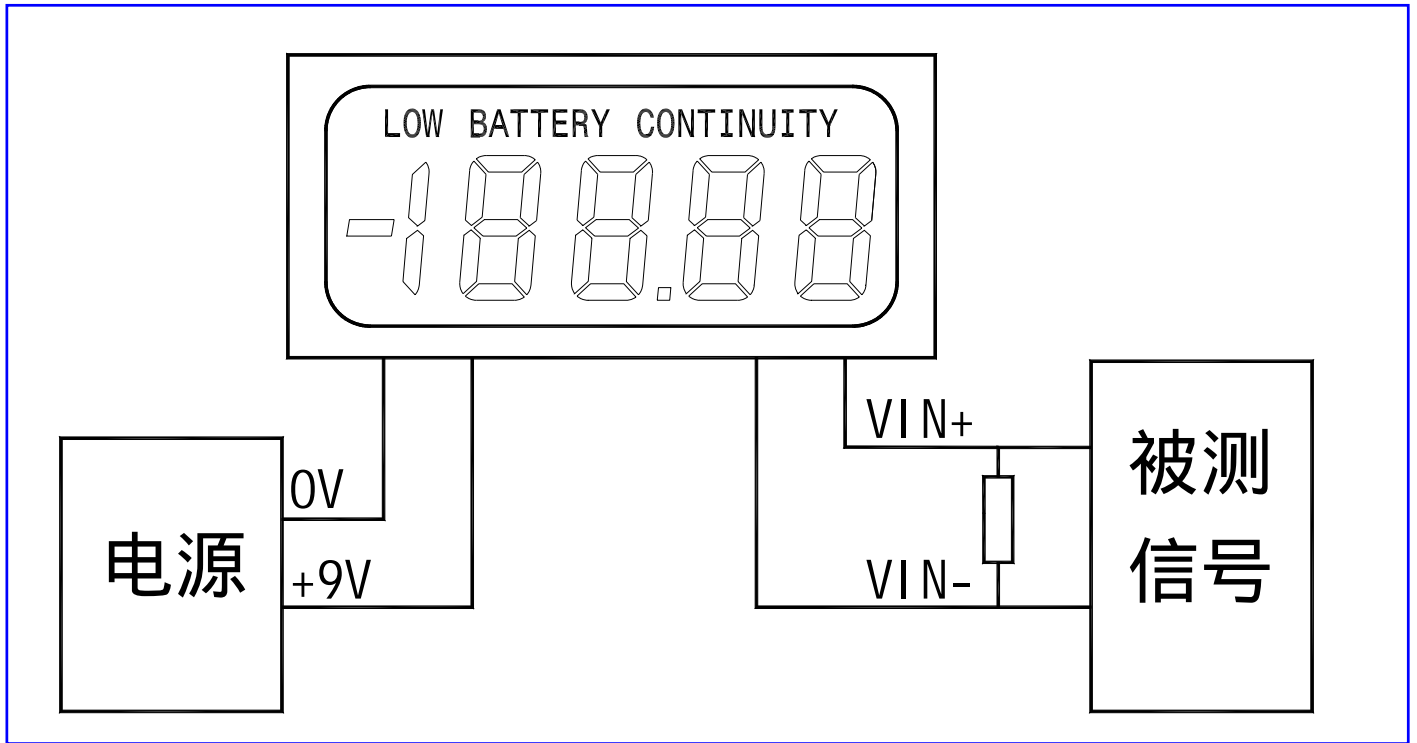 LOW BATTERY CONTINUITY
-188.88
VIN+
0V
被测
信号
电源
+9V
VIN-